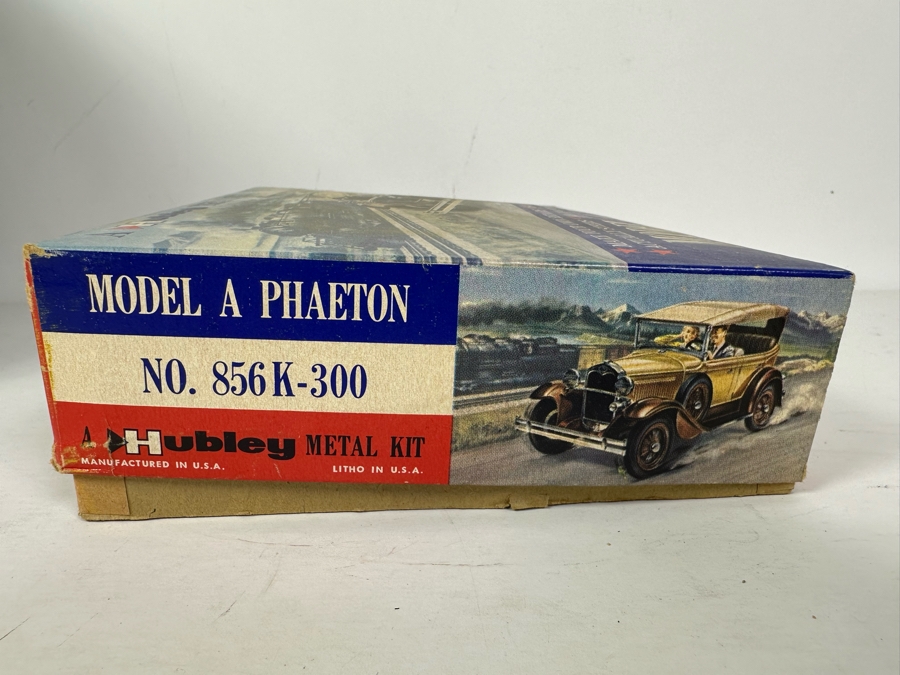 MODEL A PHAETON
NO. 856K-300
A Hubley METAL KIT
MANUFACTURED IN U.S.A.
LITHO IN U.S.A.